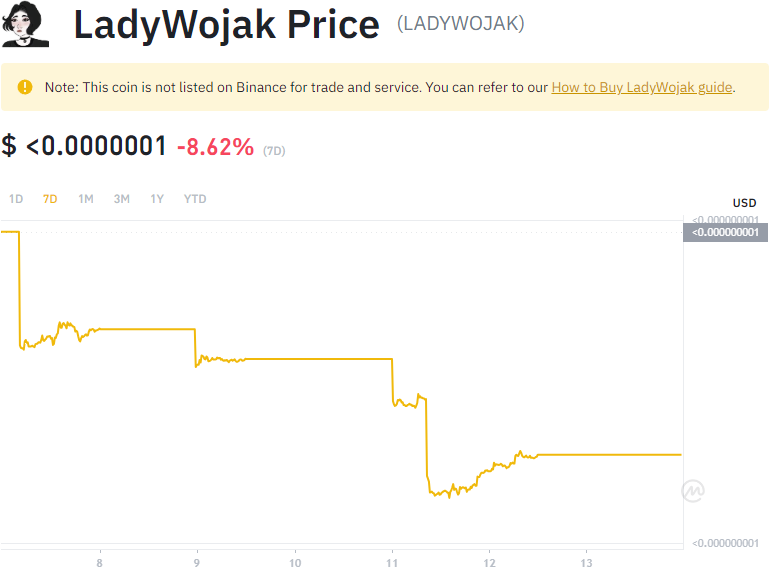 LadyWojak Price (LADYWOJAK)
Note: This coin is not listed on Binance for trade and service. You can refer to our How to Buy LadyWojak guide.
$ <0.0000001 -8.62% (7D)
1D 7D 1M 3M 1Y YTD
USD
<0.000000001
<0.000000001
<0.000000001
8 9 10 11 12 13